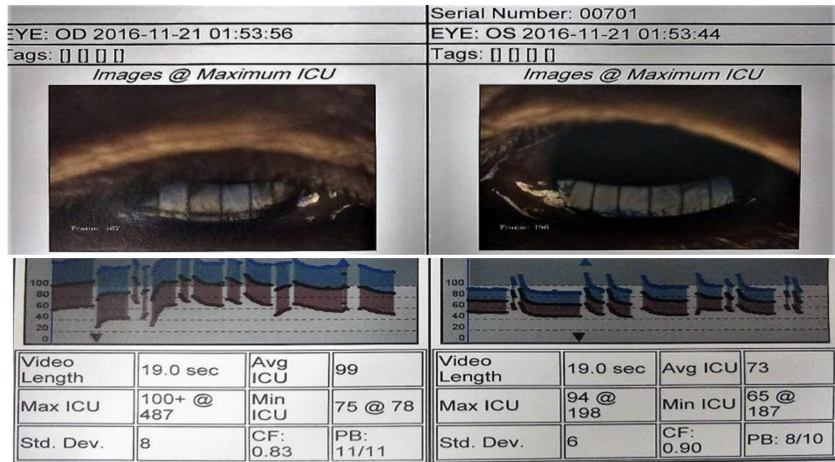 Serial Number: 00701
EYE: OD 2016-11-21 01:53:56
EYE: OS 2016-11-21 01:53:44
Tags: [] [] [] []
Tags: [] [] [] []
Images @ Maximum ICU
Images @ Maximum ICU
Frame: 487
Frame: 198
100
80
60
40
20
0
100
80
60
40
20
0
Video Length 19.0 sec Avg ICU 99
Max ICU 100+ @ 487 Min ICU 75 @ 78
Std. Dev. 8 CF: 0.83 PB: 11/11
Video Length 19.0 sec Avg ICU 73
Max ICU 94 @ 198 Min ICU 65 @ 187
Std. Dev. 6 CF: 0.90 PB: 8/10